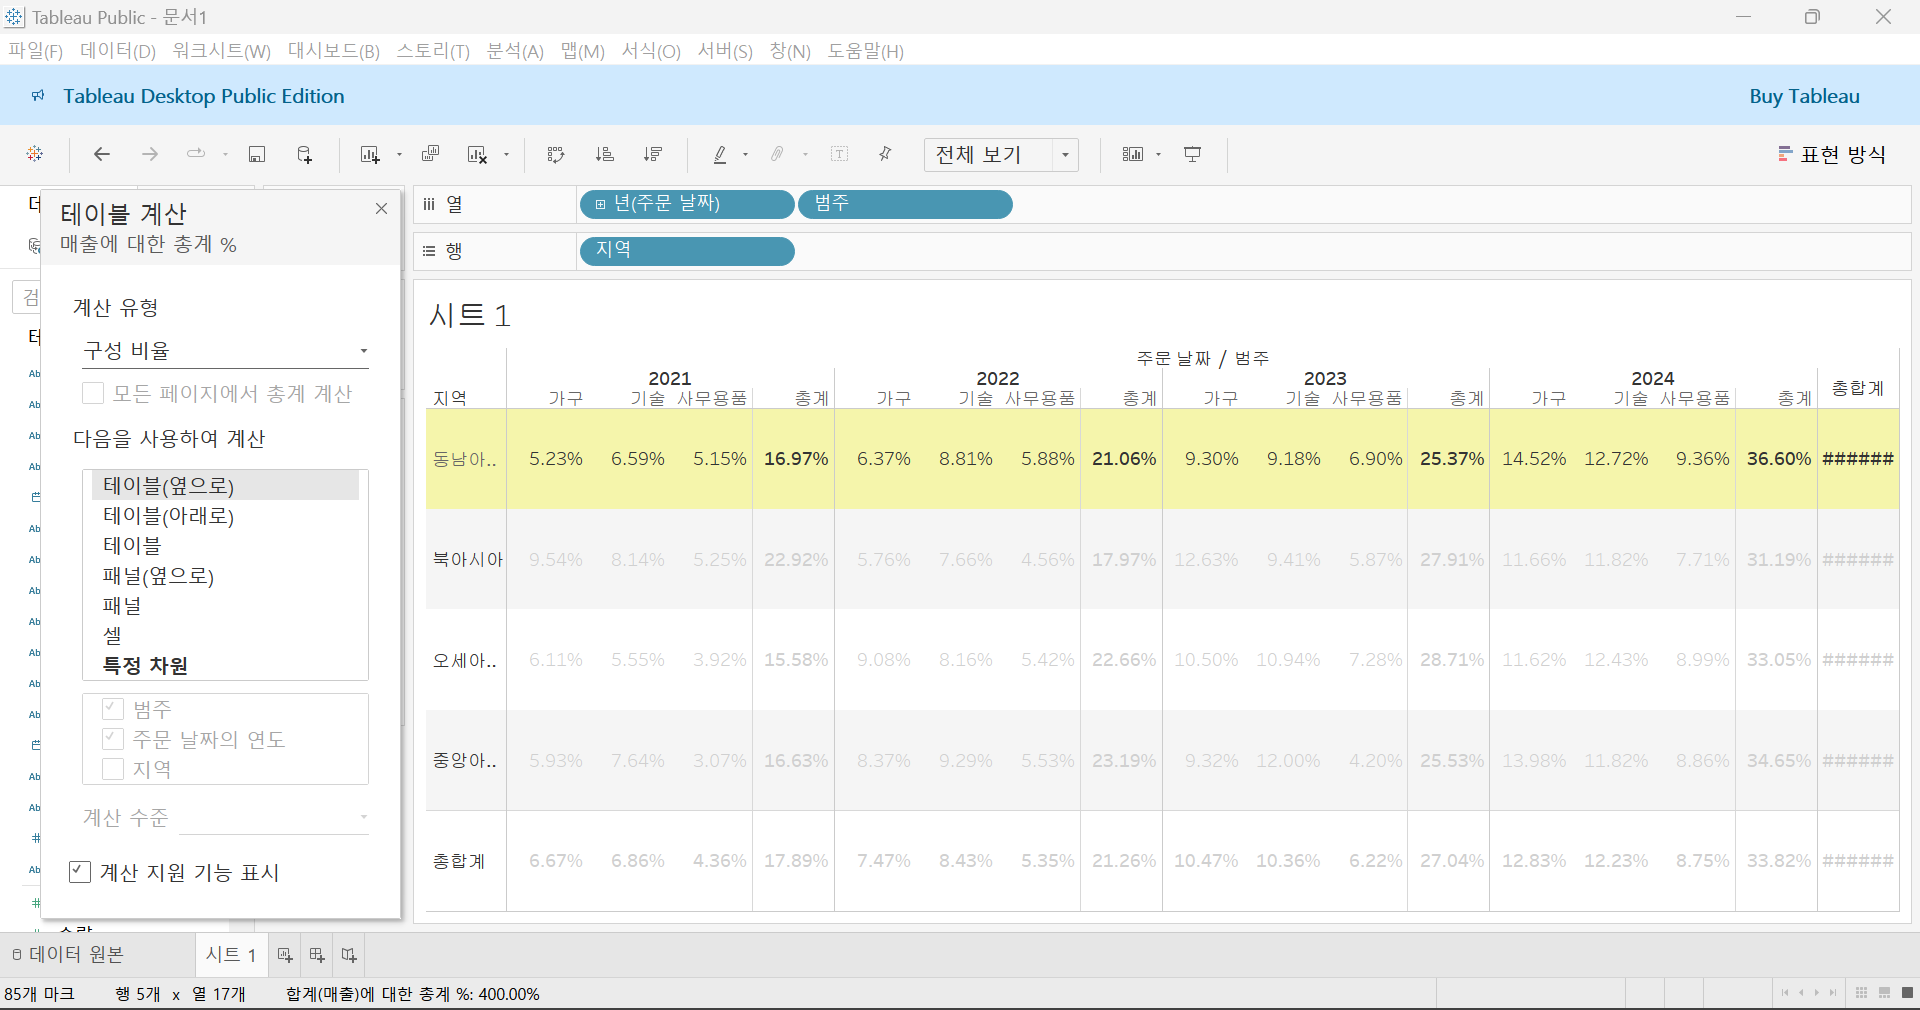 Tableau Public - 문서1
파일(F) 데이터(D) 워크시트(W) 대시보드(B) 스토리(T) 분석(A) 맵(M) 서식(O) 서버(S) 창(N) 도움말(H)
Tableau Desktop Public Edition Buy Tableau
전체 보기 표현 방식
테이블 계산
매출에 대한 총계 %
계산 유형
구성 비율
모든 페이지에서 총계 계산
다음을 사용하여 계산
테이블(옆으로)
테이블(아래로)
테이블
패널(옆으로)
패널
셀
특정 차원
범주
주문 날짜의 연도
지역
계산 수준
계산 지원 기능 표시
열 년(주문 날짜) 범주
행 지역
시트 1
주문 날짜 / 범주
2021 2022 2023 2024 총합계
지역 가구 기술 사무용품 총계 가구 기술 사무용품 총계 가구 기술 사무용품 총계 가구 기술 사무용품 총계
동남아.. 5.23% 6.59% 5.15% 16.97% 6.37% 8.81% 5.88% 21.06% 9.30% 9.18% 6.90% 25.37% 14.52% 12.72% 9.36% 36.60% ######
북아시아 9.54% 8.14% 5.25% 22.92% 5.76% 7.66% 4.56% 17.97% 12.63% 9.41% 5.87% 27.91% 11.66% 11.82% 7.71% 31.19% ######
오세아.. 6.11% 5.55% 3.92% 15.58% 9.08% 8.16% 5.42% 22.66% 10.50% 10.94% 7.28% 28.71% 11.62% 12.43% 8.99% 33.05% ######
중앙아.. 5.93% 7.64% 3.07% 16.63% 8.37% 9.29% 5.53% 23.19% 9.32% 12.00% 4.20% 25.53% 13.98% 11.82% 8.86% 34.65% ######
총합계 6.67% 6.86% 4.36% 17.89% 7.47% 8.43% 5.35% 21.26% 10.47% 10.36% 6.22% 27.04% 12.83% 12.23% 8.75% 33.82% ######
데이터 원본 시트 1
85개 마크 행 5개 x 열 17개 합계(매출)에 대한 총계 %: 400.00%